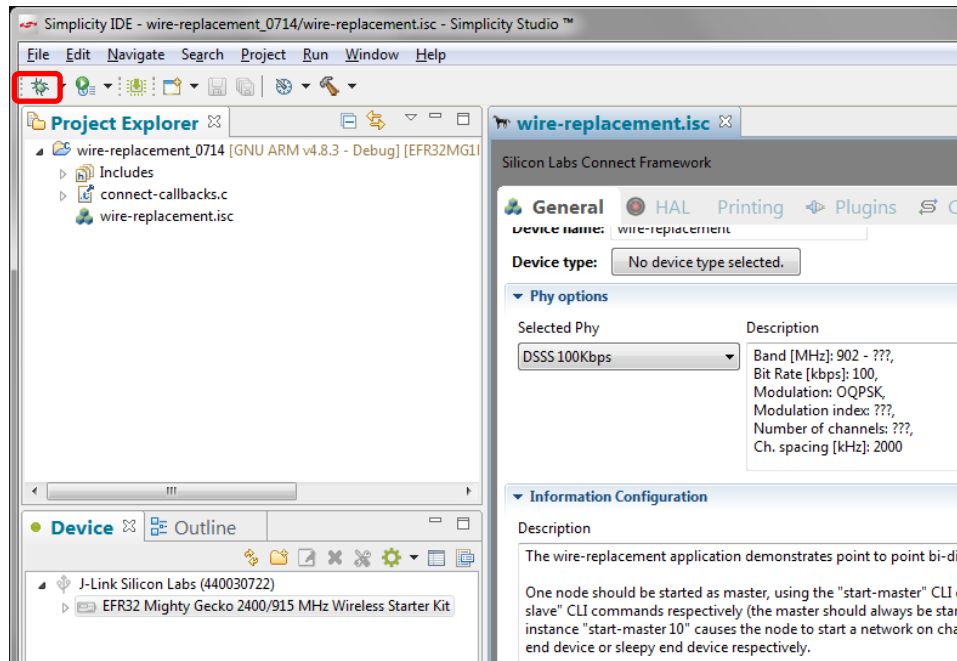 Simplicity IDE - wire-replacement_0714/wire-replacement.isc - Simplicity Studio ™
File Edit Navigate Search Project Run Window Help
Project Explorer
wire-replacement_0714 [GNU ARM v4.8.3 - Debug] [EFR32MG1
Includes
connect-callbacks.c
wire-replacement.isc
Device Outline
J-Link Silicon Labs (440030722)
EFR32 Mighty Gecko 2400/915 MHz Wireless Starter Kit
wire-replacement.isc
Silicon Labs Connect Framework
General HAL Printing Plugins
Device name: wire-replacement
Device type: No device type selected.
Phy options
Selected Phy Description
DSSS 100Kbps
Band [MHz]: 902 - ???,
Bit Rate [kbps]: 100,
Modulation: OQPSK,
Modulation index: ???,
Number of channels: ???,
Ch. spacing [kHz]: 2000
Information Configuration
Description
The wire-replacement application demonstrates point to point bi-di
One node should be started as master, using the "start-master" CLI
slave" CLI commands respectively (the master should always be star
instance "start-master 10" causes the node to start a network on cha
end device or sleepy end device respectively.